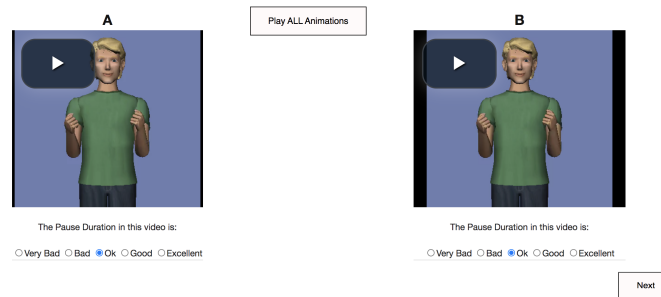 A
Play ALL Animations
B
The Pause Duration in this video is:
The Pause Duration in this video is:
Very Bad Bad Ok Good Excellent
Very Bad Bad Ok Good Excellent
Next